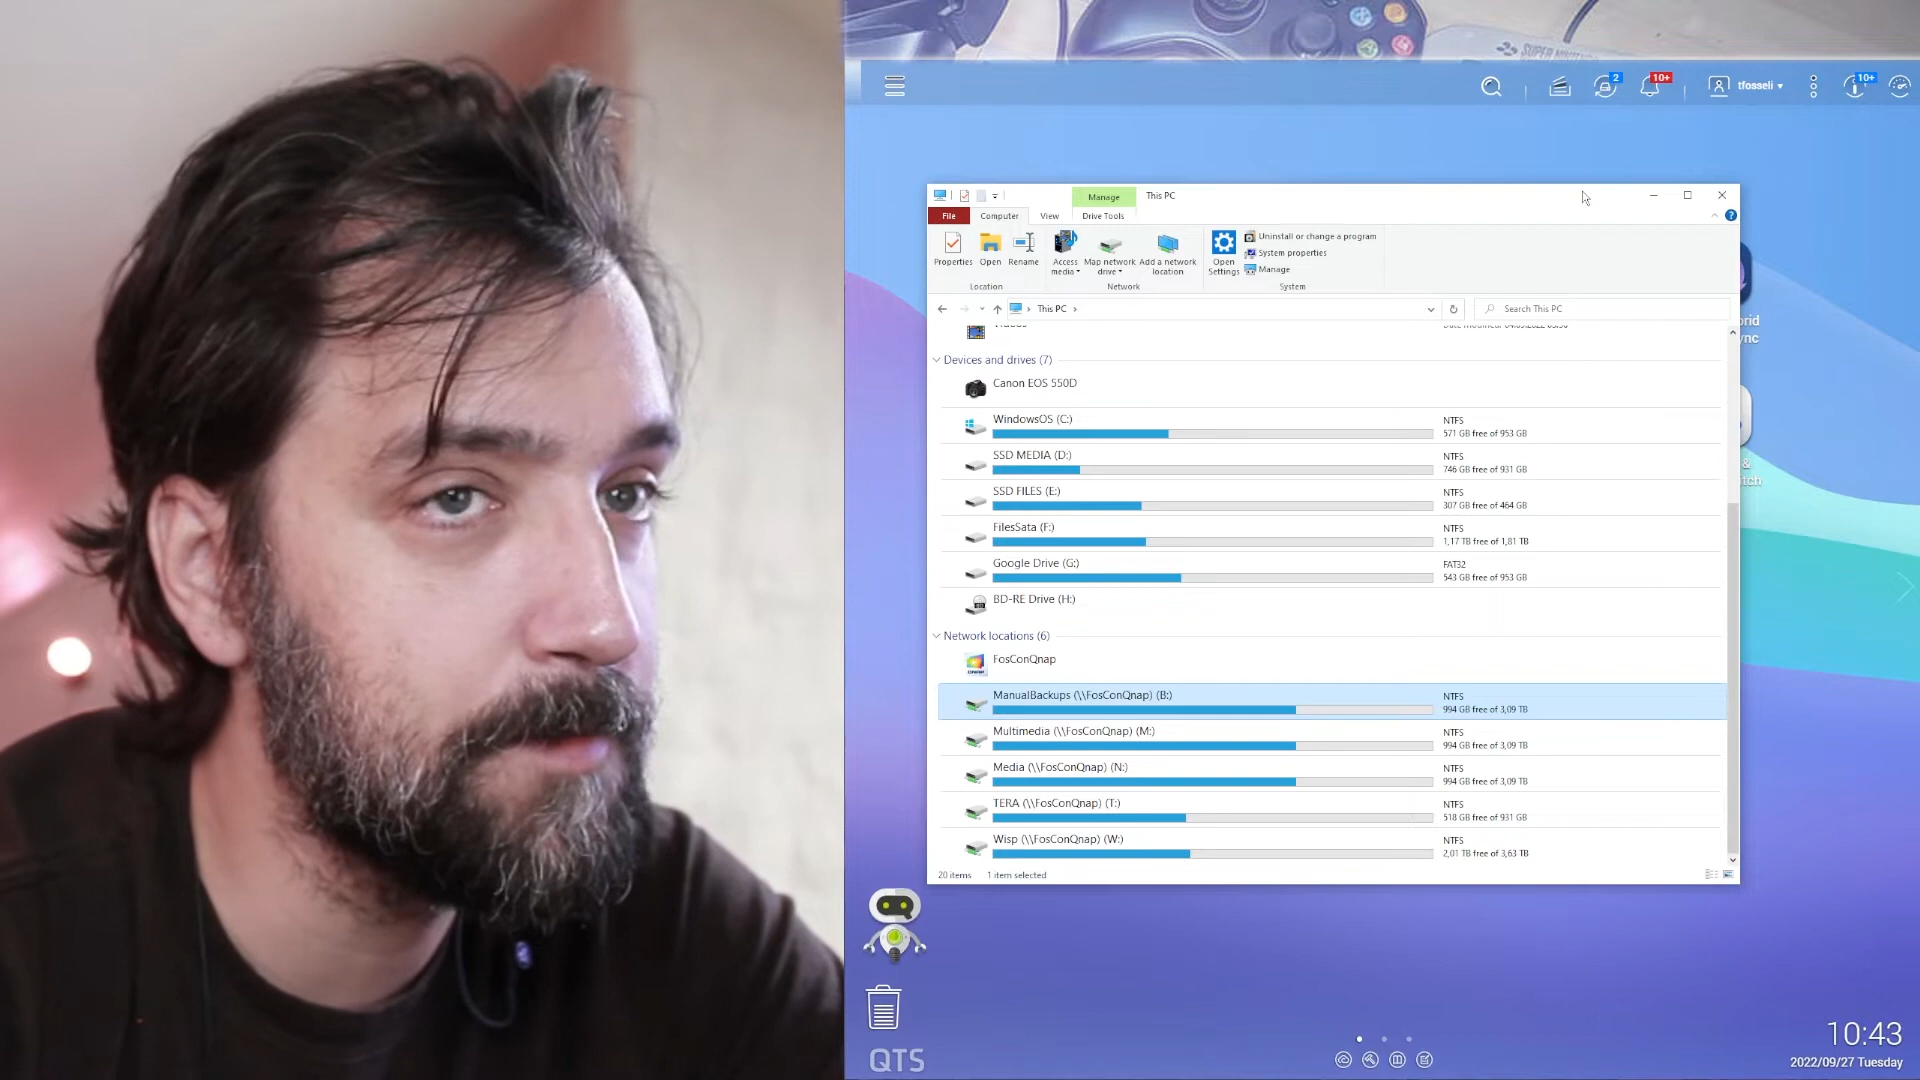 SUPER NINTENDO
2
10+
tfosseli
10+
Manage
This PC
File
Computer
View
Drive Tools
Properties
Open
Rename
Access media
Map network drive
Add a network location
Open Settings
Uninstall or change a program
System properties
Manage
Location
Network
System
This PC
Search This PC
Devices and drives (7)
Canon EOS 550D
WindowsOS (C:)
NTFS
571 GB free of 953 GB
SSD MEDIA (D:)
NTFS
746 GB free of 931 GB
SSD FILES (E:)
NTFS
307 GB free of 464 GB
FilesSata (F:)
NTFS
1,17 TB free of 1,81 TB
Google Drive (G:)
FAT32
543 GB free of 953 GB
BD-RE Drive (H:)
Network locations (6)
FosConQnap
ManualBackups (\\FosConQnap) (B:)
NTFS
994 GB free of 3,09 TB
Multimedia (\\FosConQnap) (M:)
NTFS
994 GB free of 3,09 TB
Media (\\FosConQnap) (N:)
NTFS
994 GB free of 3,09 TB
TERA (\\FosConQnap) (T:)
NTFS
518 GB free of 931 GB
Wisp (\\FosConQnap) (W:)
NTFS
2,01 TB free of 3,63 TB
20 items
1 item selected
QTS
10:43
2022/09/27 Tuesday